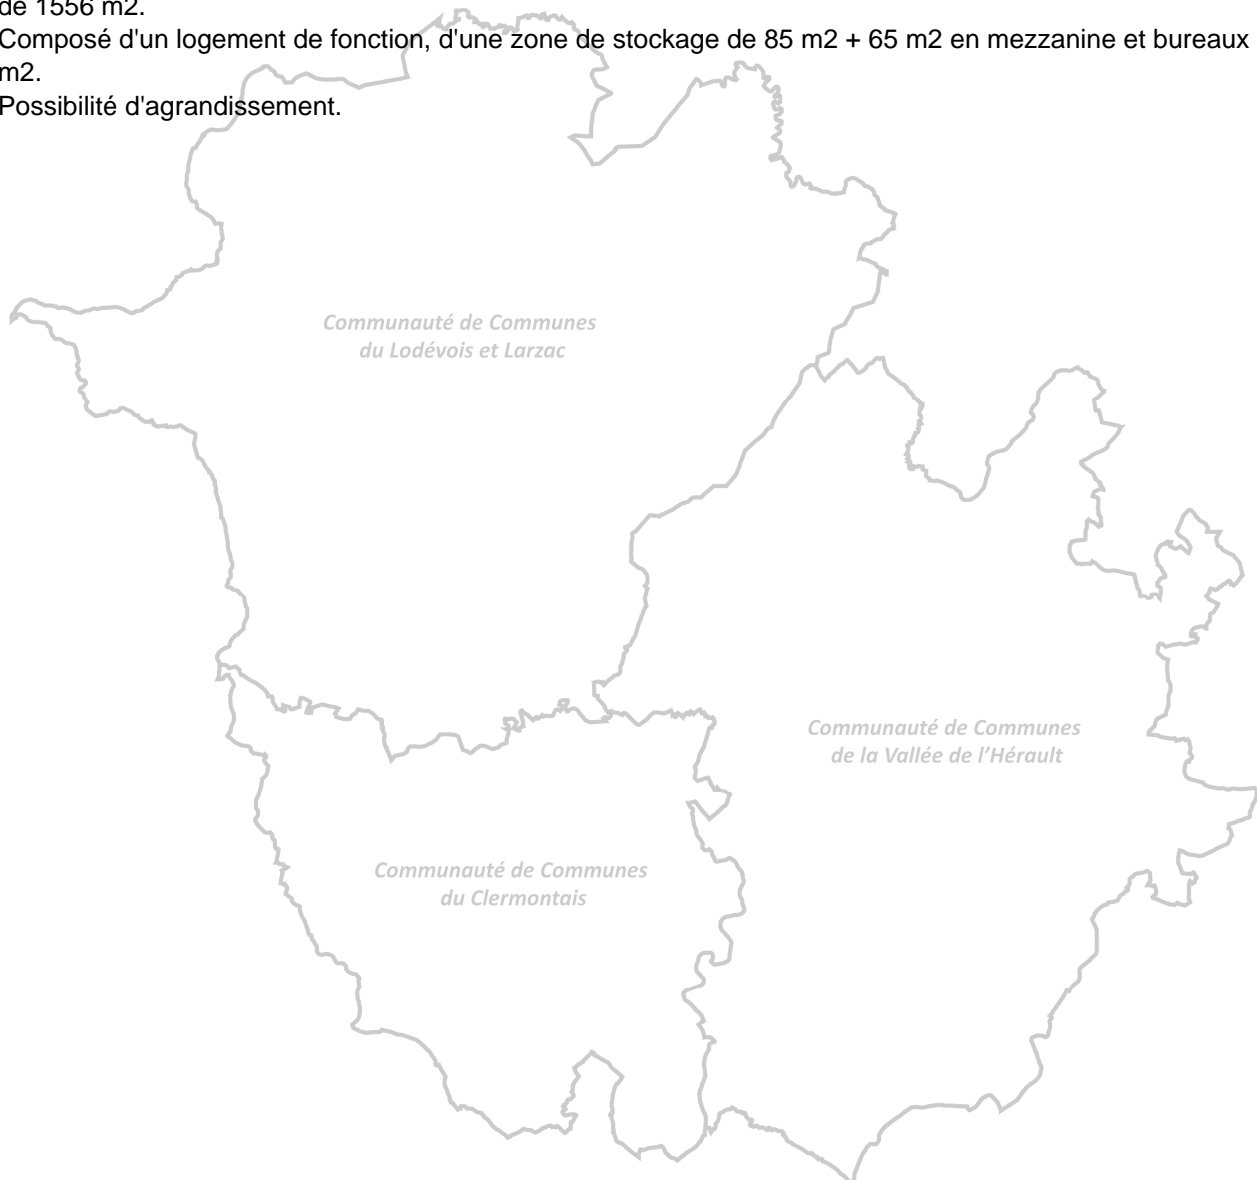 de 1556 m2.
Composé d'un logement de fonction, d'une zone de stockage de 85 m2 + 65 m2 en mezzanine et bureaux
m2.
Possibilité d'agrandissement.
Communauté de Communes
du Lodévois et Larzac
Communauté de Communes
de la Vallée de l'Hérault
Communauté de Communes
du Clermontais